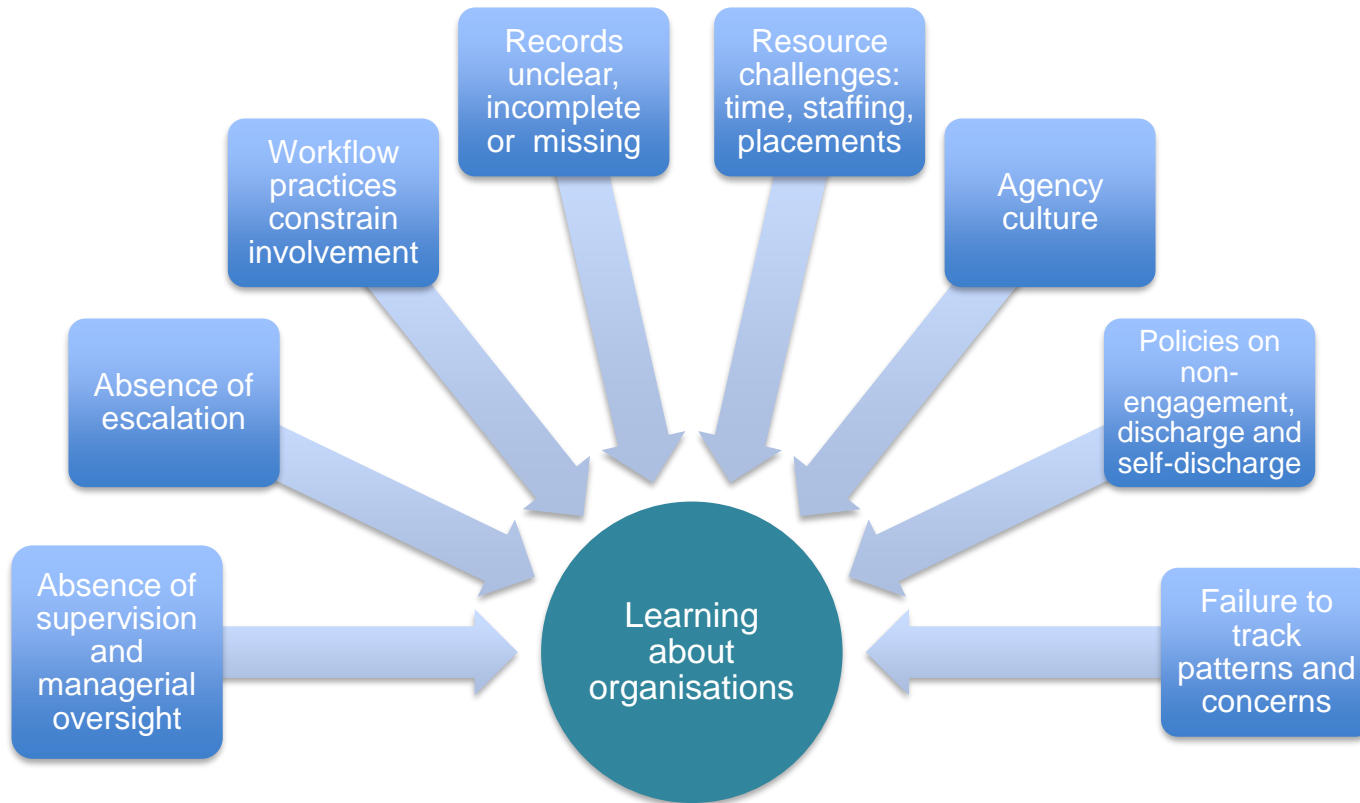 Records
unclear,
incomplete
or missing
Resource
challenges:
time, staffing,
placements
Workflow
practices
constrain
involvement
Agency
culture
Absence of
escalation
Policies on
non-
engagement,
discharge and
self-discharge
Absence of
supervision
and
managerial
oversight
Learning
about
organisations
Failure to
track
patterns and
concerns